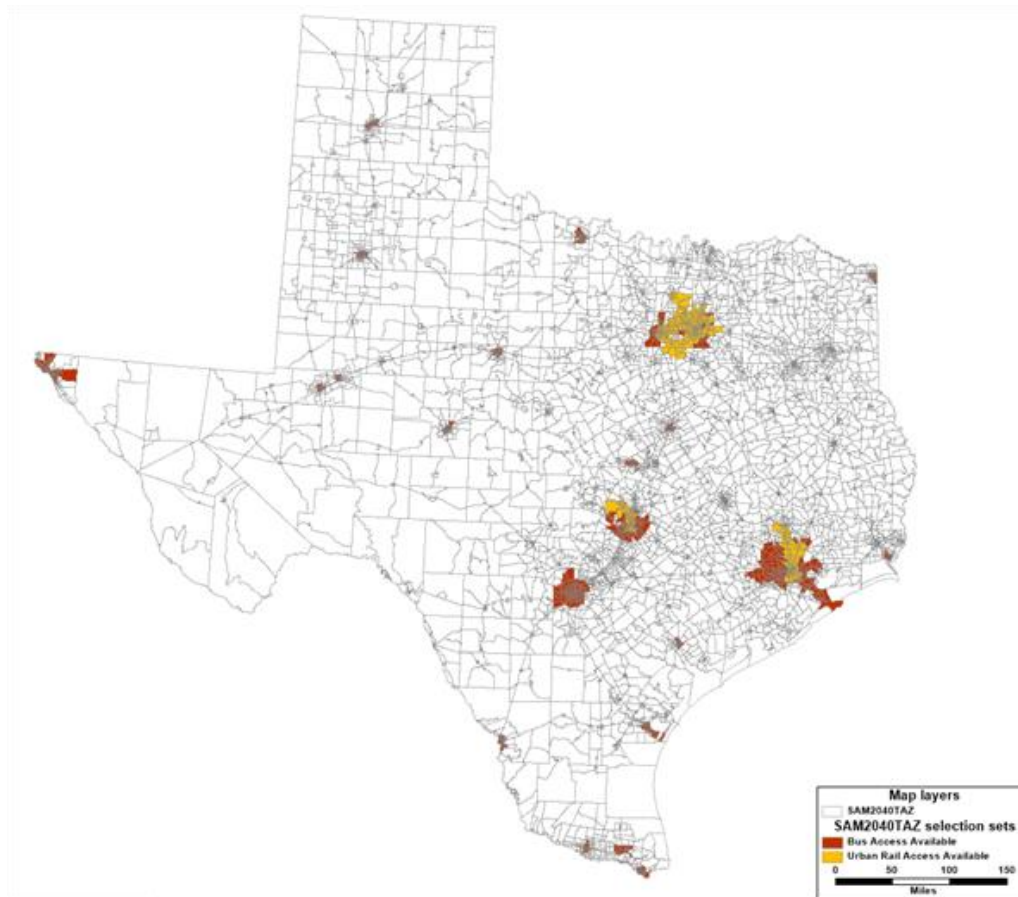 Map layers
SAM2040TAZ
SAM2040TAZ selection sets
Bus Access Available
Urban Rail Access Available
0 50 100 150
Miles